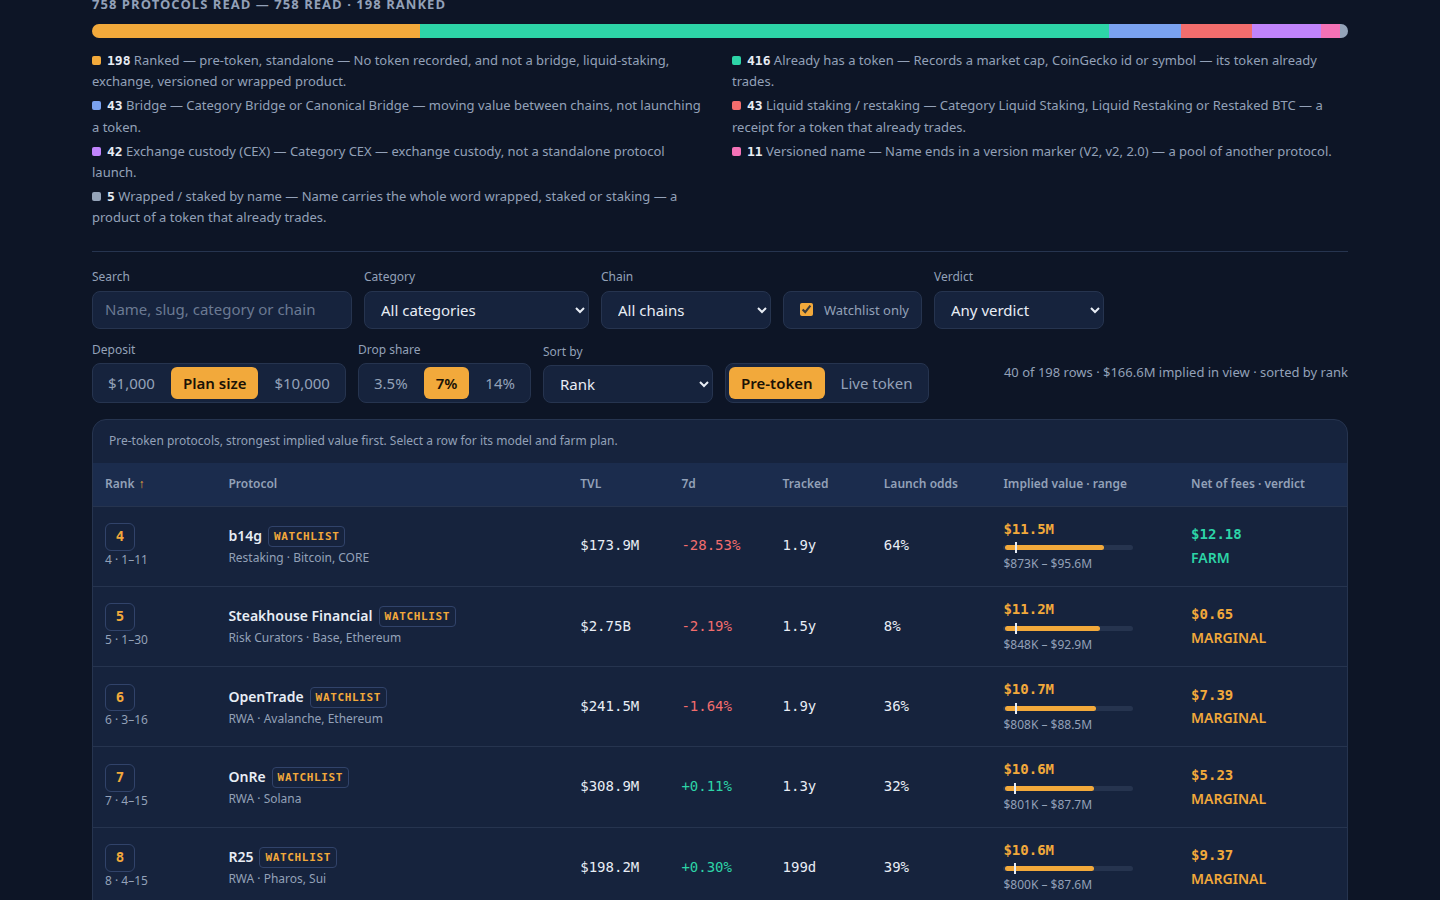 758 PROTOCOLS READ — 758 READ · 198 RANKED
198 Ranked — pre-token, standalone — No token recorded, and not a bridge, liquid-staking,
exchange, versioned or wrapped product.
416 Already has a token — Records a market cap, CoinGecko id or symbol — its token already
trades.
43 Bridge — Category Bridge or Canonical Bridge — moving value between chains, not launching
a token.
43 Liquid staking / restaking — Category Liquid Staking, Liquid Restaking or Restaked BTC — a
receipt for a token that already trades.
42 Exchange custody (CEX) — Category CEX — exchange custody, not a standalone protocol
launch.
11 Versioned name — Name ends in a version marker (V2, v2, 2.0) — a pool of another protocol.
5 Wrapped / staked by name — Name carries the whole word wrapped, staked or staking — a
product of a token that already trades.
Search Category Chain Verdict
Name, slug, category or chain All categories All chains Watchlist only Any verdict
Deposit Drop share Sort by
$1,000 Plan size $10,000 3.5% 7% 14% Rank Pre-token Live token 40 of 198 rows · $166.6M implied in view · sorted by rank
Pre-token protocols, strongest implied value first. Select a row for its model and farm plan.
Rank ↑ Protocol TVL 7d Tracked Launch odds Implied value · range Net of fees · verdict
4 b14g WATCHLIST $173.9M -28.53% 1.9y 64% $11.5M $12.18
4 · 1–11 Restaking · Bitcoin, CORE $873K – $95.6M FARM
5 Steakhouse Financial WATCHLIST $2.75B -2.19% 1.5y 8% $11.2M $0.65
5 · 1–30 Risk Curators · Base, Ethereum $848K – $92.9M MARGINAL
6 OpenTrade WATCHLIST $241.5M -1.64% 1.9y 36% $10.7M $7.39
6 · 3–16 RWA · Avalanche, Ethereum $808K – $88.5M MARGINAL
7 OnRe WATCHLIST $308.9M +0.11% 1.3y 32% $10.6M $5.23
7 · 4–15 RWA · Solana $801K – $87.7M MARGINAL
8 R25 WATCHLIST $198.2M +0.30% 199d 39% $10.6M $9.37
8 · 4–15 RWA · Pharos, Sui $800K – $87.6M MARGINAL